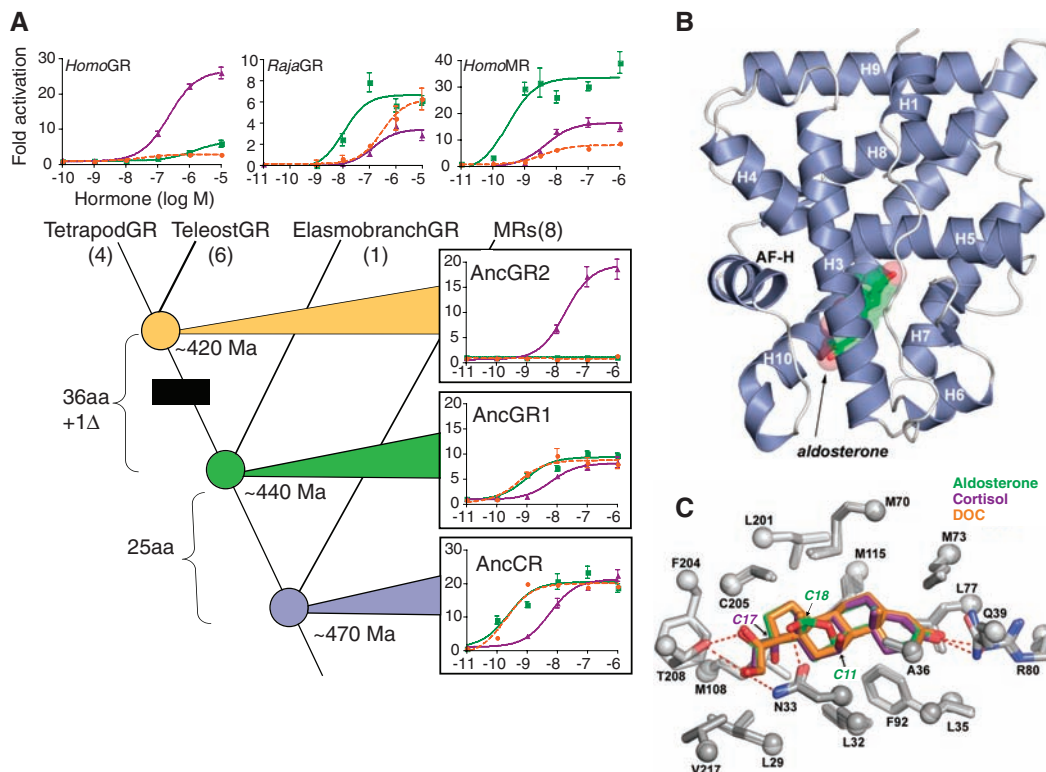 A
HomoGR
RajaGR
HomoMR
Fold activation
30
20
10
0
-10 -9 -8 -7 -6 -5
8
6
4
2
0
-11 -10 -9 -8 -7 -6 -5
40
30
20
10
0
-11 -10 -9 -8 -7 -6
Hormone (log M)
TetrapodGR
(4)
TeleostGR
(6)
ElasmobranchGR
(1)
MRs(8)
AncGR2
20
15
10
5
0
-11 -10 -9 -8 -7 -6
~420 Ma
36aa
+1Δ
AncGR1
20
15
10
5
0
-11 -10 -9 -8 -7 -6
~440 Ma
25aa
AncCR
30
20
10
0
-11 -10 -9 -8 -7 -6
~470 Ma
B
H9
H1
H8
H4
H5
H3
AF-H
H7
H10
H6
aldosterone
C
Aldosterone
Cortisol
DOC
M70
L201
M73
F204
M115
L77
C205
C18
Q39
C17
T208
C11
A36
R80
M108
N33
F92
L35
L32
V217
L29